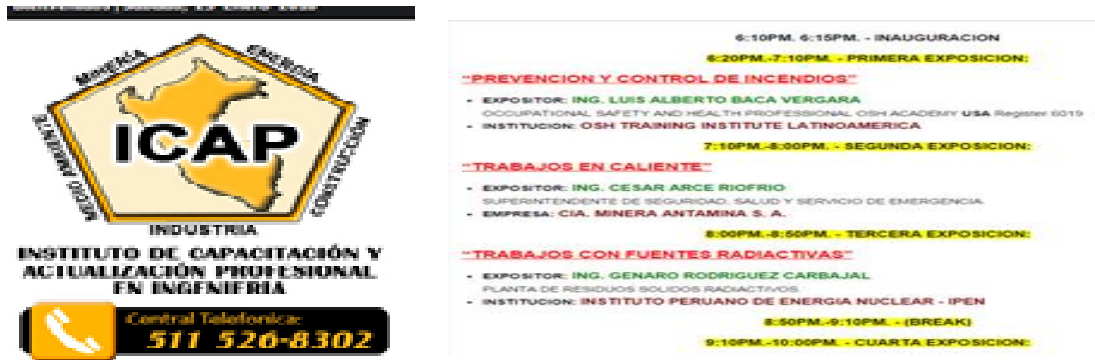 MINERÍA
ENERGÍA
MEDIO AMBIENTE
CONSTRUCCIÓN
ICAP
INDUSTRIA
INSTITUTO DE CAPACITACIÓN Y
ACTUALIZACIÓN PROFESIONAL
EN INGENIERÍA
Central Telefonica:
511 526-8302
6:10PM. 6:15PM. - INAUGURACION
6:20PM.-7:10PM. - PRIMERA EXPOSICION:
"PREVENCION Y CONTROL DE INCENDIOS"
- EXPOSITOR: ING. LUIS ALBERTO BACA VERGARA
OCCUPATIONAL SAFETY AND HEALTH PROFESSIONAL OSH ACADEMY USA Register 6019
- INSTITUCION: OSH TRAINING INSTITUTE LATINOAMERICA
7:10PM.-8:00PM. - SEGUNDA EXPOSICION:
"TRABAJOS EN CALIENTE"
- EXPOSITOR: ING. CESAR ARCE RIOFRIO
SUPERINTENDENTE DE SEGURIDAD, SALUD Y SERVICIO DE EMERGENCIA.
- EMPRESA: CIA. MINERA ANTAMINA S. A.
8:00PM.-8:50PM. - TERCERA EXPOSICION:
"TRABAJOS CON FUENTES RADIACTIVAS"
- EXPOSITOR: ING. GENARO RODRIGUEZ CARBAJAL
PLANTA DE RESIDUOS SOLIDOS RADIACTIVOS.
- INSTITUCION: INSTITUTO PERUANO DE ENERGIA NUCLEAR - IPEN
8:50PM.-9:10PM. - (BREAK)
9:10PM.-10:00PM. - CUARTA EXPOSICION: